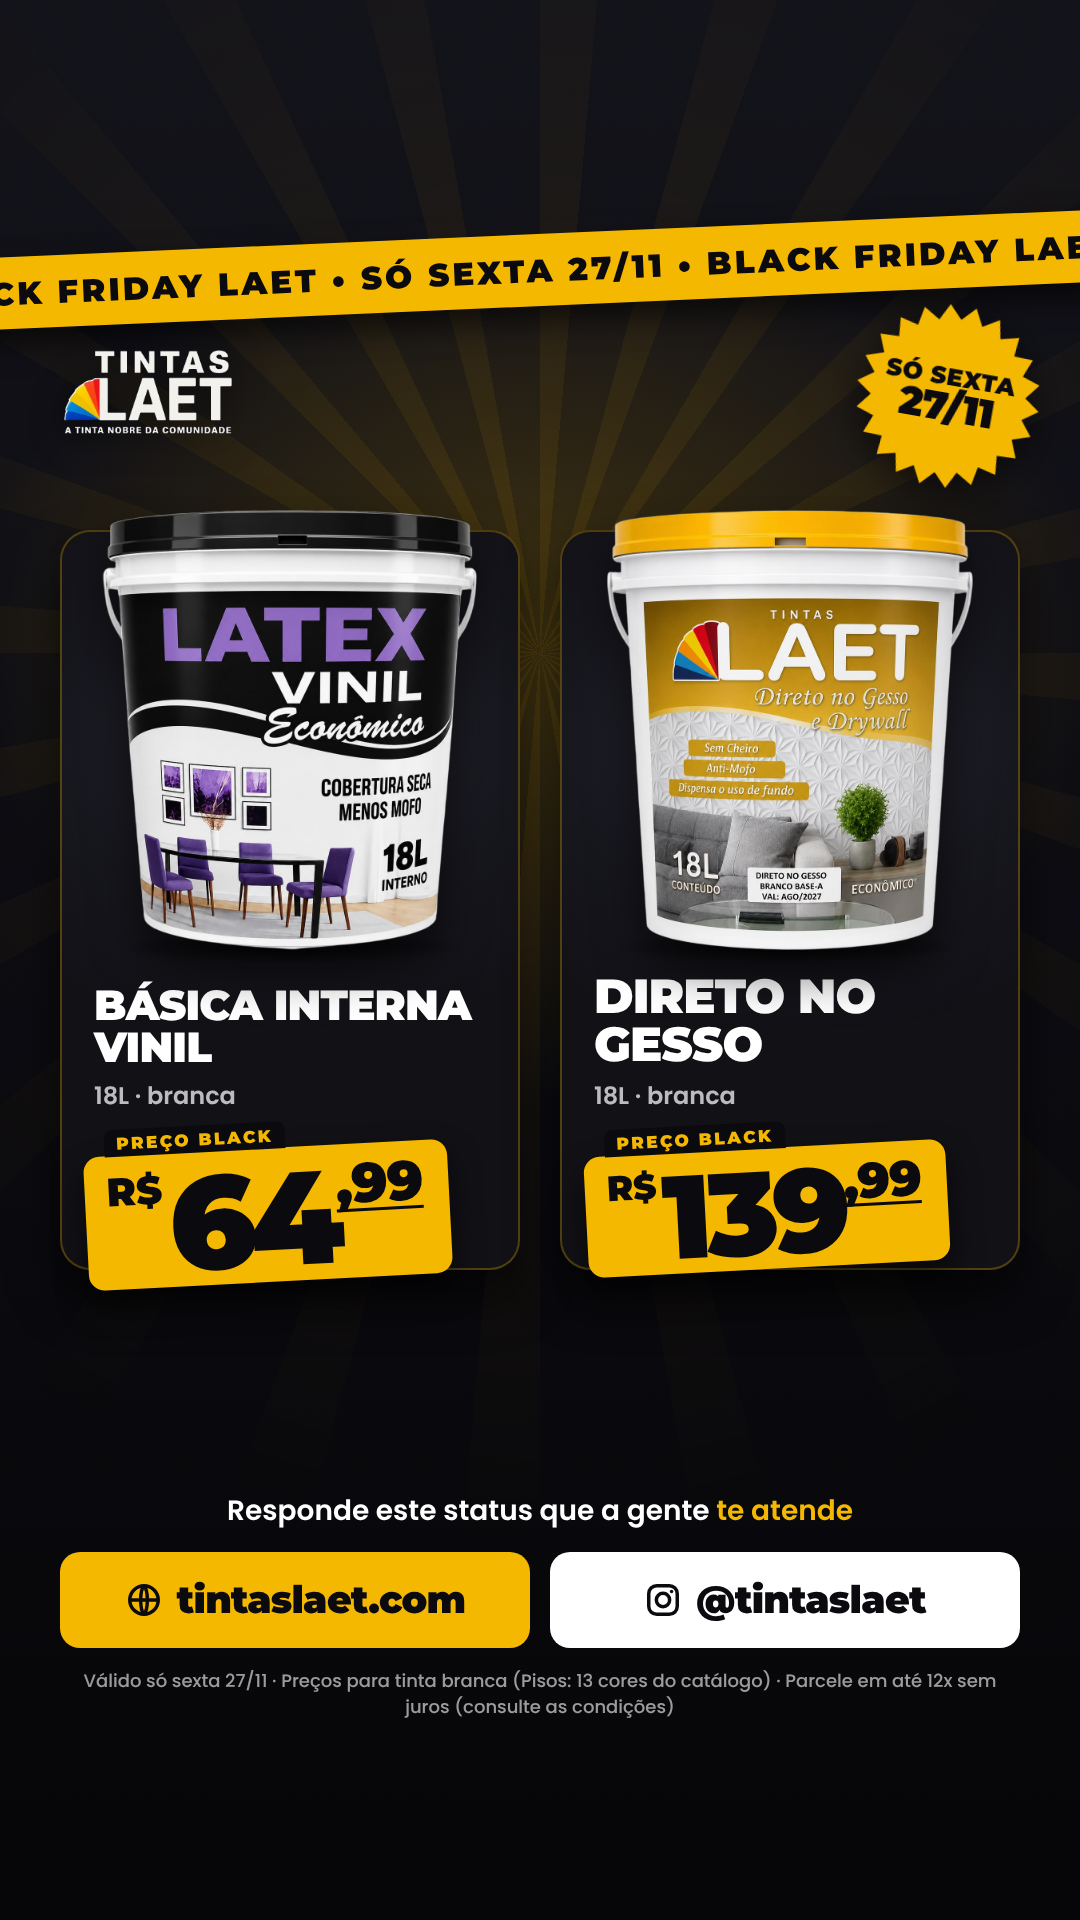 CK FRIDAY LAET • SÓ SEXTA 27/11 • BLACK FRIDAY LAE
TINTAS
LAET
A TINTA NOBRE DA COMUNIDADE
SÓ SEXTA
27/11
LATEX
VINIL
Econômico
COBERTURA SECA
MENOS MOFO
18L
INTERNO
TINTAS
LAET
Direto no Gesso
e Drywall
Sem Cheiro
Anti-Mofo
Dispensa o uso de fundo
18L
CONTEÚDO
DIRETO NO GESSO
BRANCO BASE-A
VAL: AGO/2027
ECONÔMICO
BÁSICA INTERNA
VINIL
18L · branca
PREÇO BLACK
R$ 64,99
DIRETO NO
GESSO
18L · branca
PREÇO BLACK
R$ 139,99
Responde este status que a gente te atende
tintaslaet.com
@tintaslaet
Válido só sexta 27/11 · Preços para tinta branca (Pisos: 13 cores do catálogo) · Parcele em até 12x sem
juros (consulte as condições)